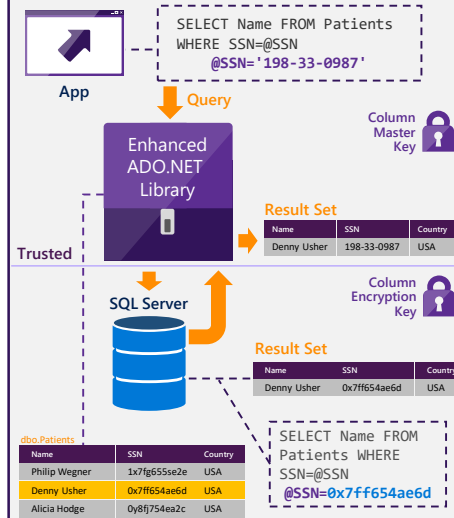 SELECT Name FROM Patients
WHERE SSN=@SSN
@SSN='198-33-0987'
App
Query
Column
Master
Key
Enhanced
ADO.NET
Library
Result Set
Name SSN Country
Denny Usher 198-33-0987 USA
Trusted
SQL Server
Column
Encryption
Key
Result Set
Name SSN Country
Denny Usher 0x7ff654ae6d USA
dbo.Patients
Name SSN Country
Philip Wegner 1x7fg655se2e USA
Denny Usher 0x7ff654ae6d USA
Alicia Hodge 0y8fj754ea2c USA
SELECT Name FROM
Patients WHERE
SSN=@SSN
@SSN=0x7ff654ae6d